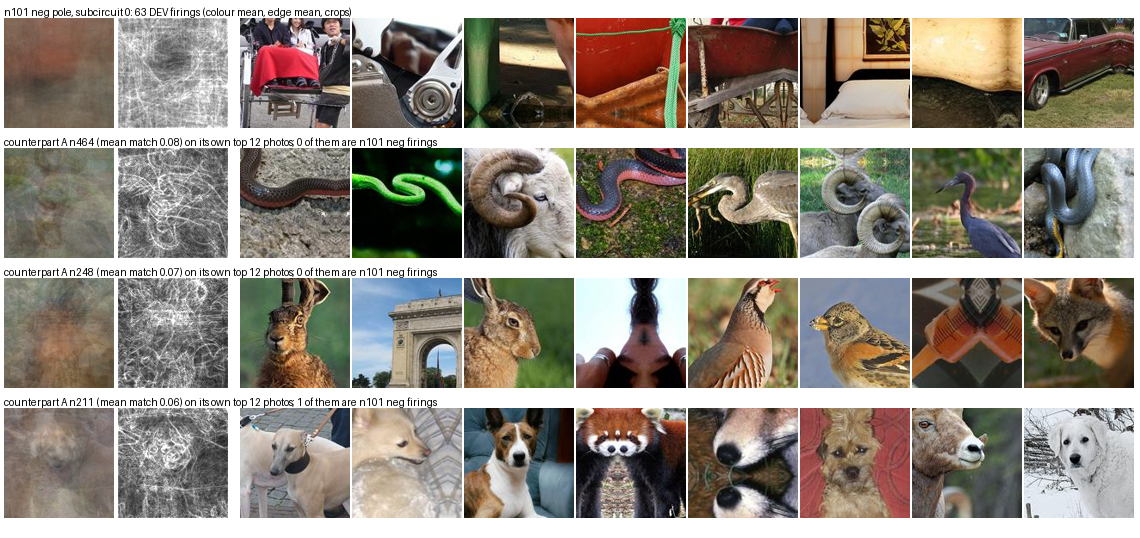 n101 neg pole, subcircuit 0: 63 DEV firings (colour mean, edge mean, crops)
counterpart A n464 (mean match 0.08) on its own top 12 photos; 0 of them are n101 neg firings
counterpart A n248 (mean match 0.07) on its own top 12 photos; 0 of them are n101 neg firings
counterpart A n211 (mean match 0.06) on its own top 12 photos; 1 of them are n101 neg firings